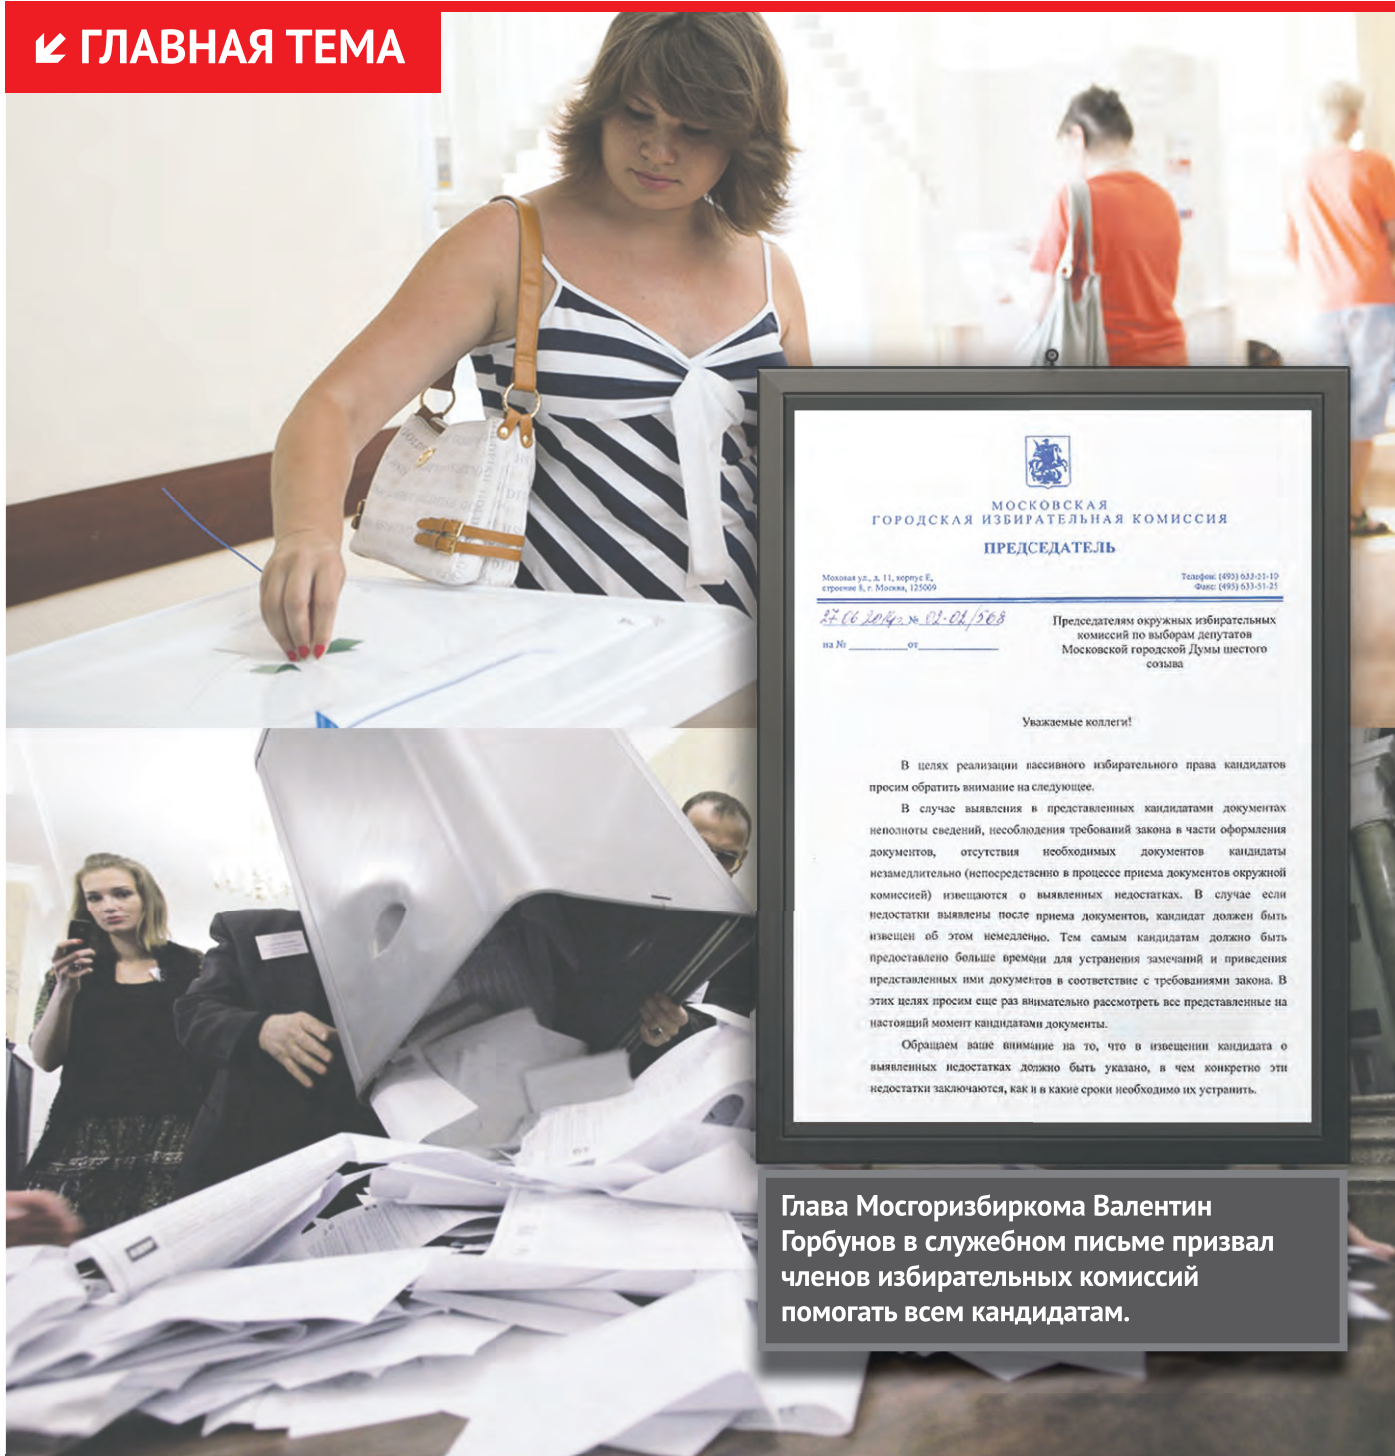 ГЛАВНАЯ ТЕМА
МОСКОВСКАЯ
ГОРОДСКАЯ ИЗБИРАТЕЛЬНАЯ КОМИССИЯ
ПРЕДСЕДАТЕЛЬ
Моховая ул., д. 11, корпус Е,
строение 8, г. Москва, 125009
Телефон: (495) 633-51-10
Факс: (495) 633-51-25
27.06.2014г. № 02-02/568
на № от
Председателям окружных избирательных
комиссий по выборам депутатов
Московской городской Думы шестого
созыва
Уважаемые коллеги!
В целях реализации пассивного избирательного права кандидатов
просим обратить внимание на следующее.
В случае выявления в представленных кандидатами документах
неполноты сведений, несоблюдения требований закона в части оформления
документов, отсутствия необходимых документов кандидаты
незамедлительно (непосредственно в процессе приема документов окружной
комиссией) извещаются о выявленных недостатках. В случае если
недостатки выявлены после приема документов, кандидат должен быть
извещен об этом немедленно. Тем самым кандидатам должно быть
предоставлено больше времени для устранения замечаний и приведения
представленных ими документов в соответствие с требованиями закона. В
этих целях просим еще раз внимательно рассмотреть все представленные на
настоящий момент кандидатами документы.
Обращаем ваше внимание на то, что в извещении кандидата о
выявленных недостатках должно быть указано, в чем конкретно эти
недостатки заключаются, как и в какие сроки необходимо их устранить.
Глава Мосгоризбиркома Валентин
Горбунов в служебном письме призвал
членов избирательных комиссий
помогать всем кандидатам.